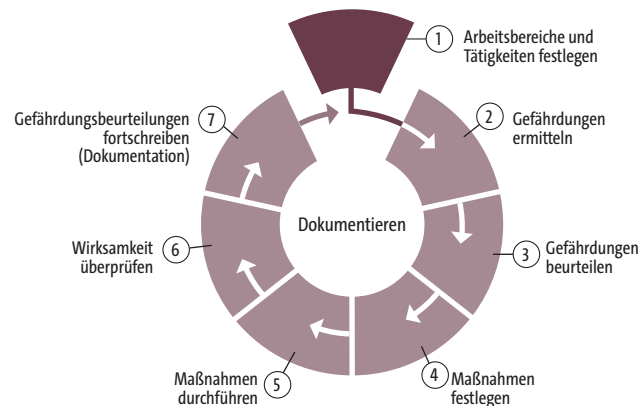 1 Arbeitsbereiche und
Tätigkeiten festlegen
2 Gefährdungen
ermitteln
3 Gefährdungen
beurteilen
4 Maßnahmen
festlegen
5 Maßnahmen
durchführen
6 Wirksamkeit
überprüfen
7 Gefährdungsbeurteilungen
fortschreiben
(Dokumentation)
Dokumentieren